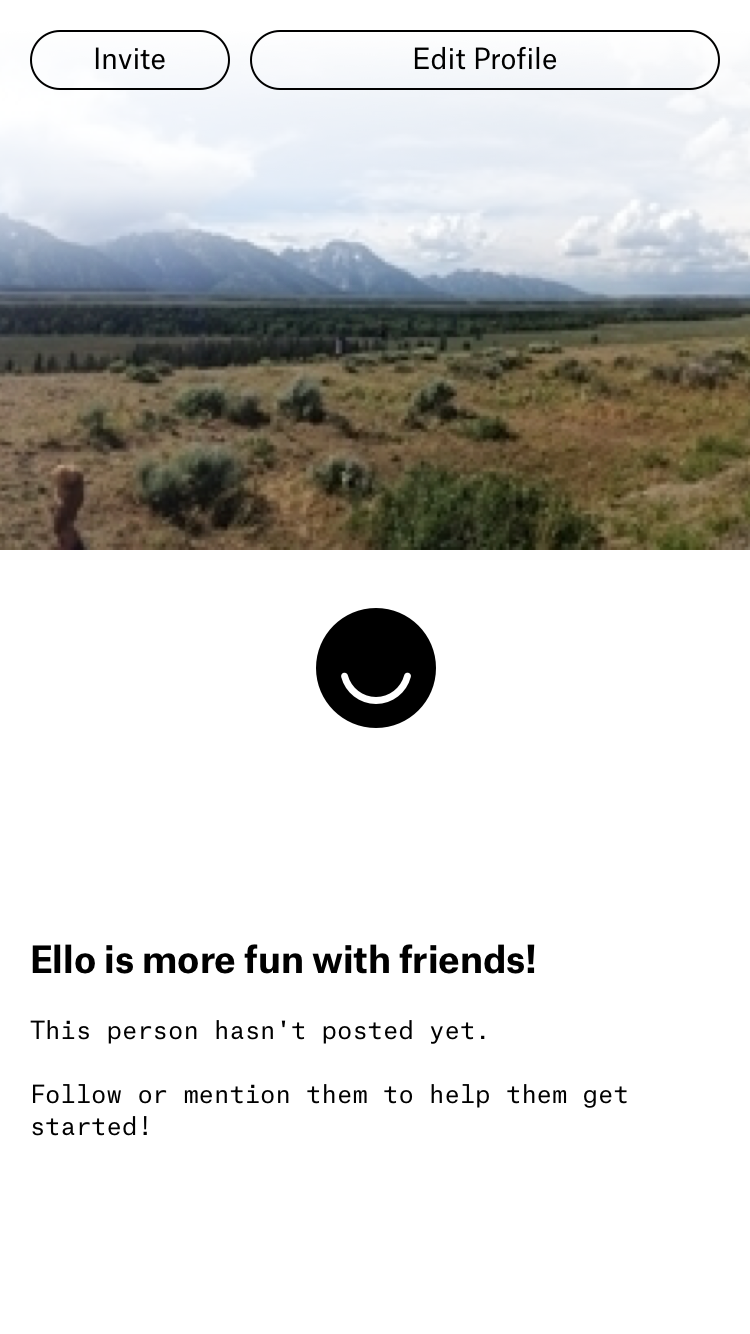 Invite
Edit Profile
Ello is more fun with friends!
This person hasn't posted yet.
Follow or mention them to help them get
started!